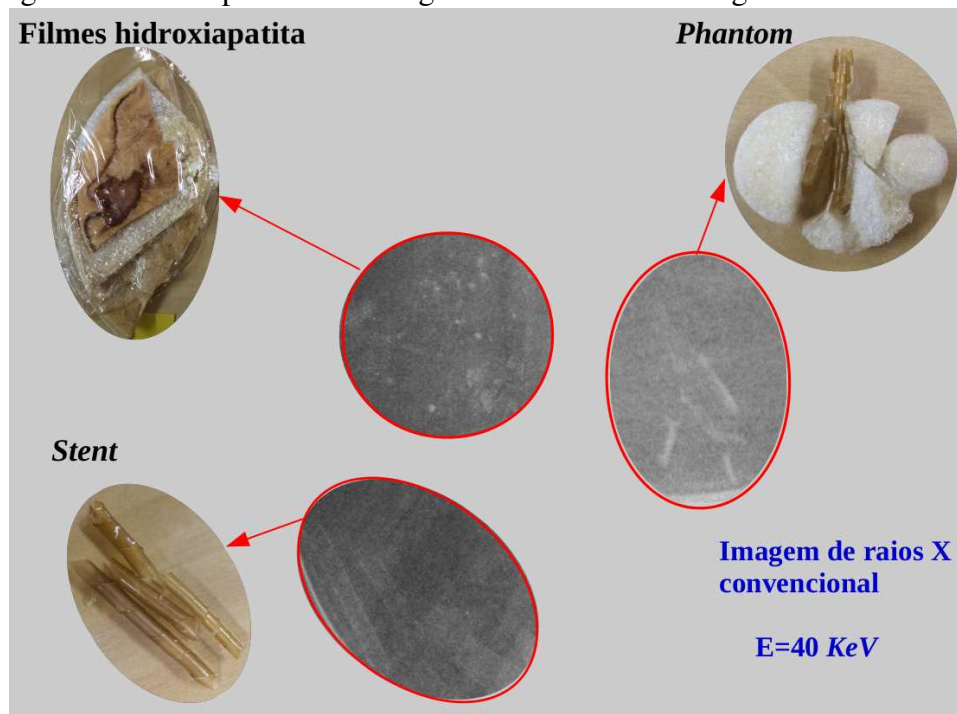 Filmes hidroxiapatita
Phantom
Stent
Imagem de raios X
convencional
E=40 KeV